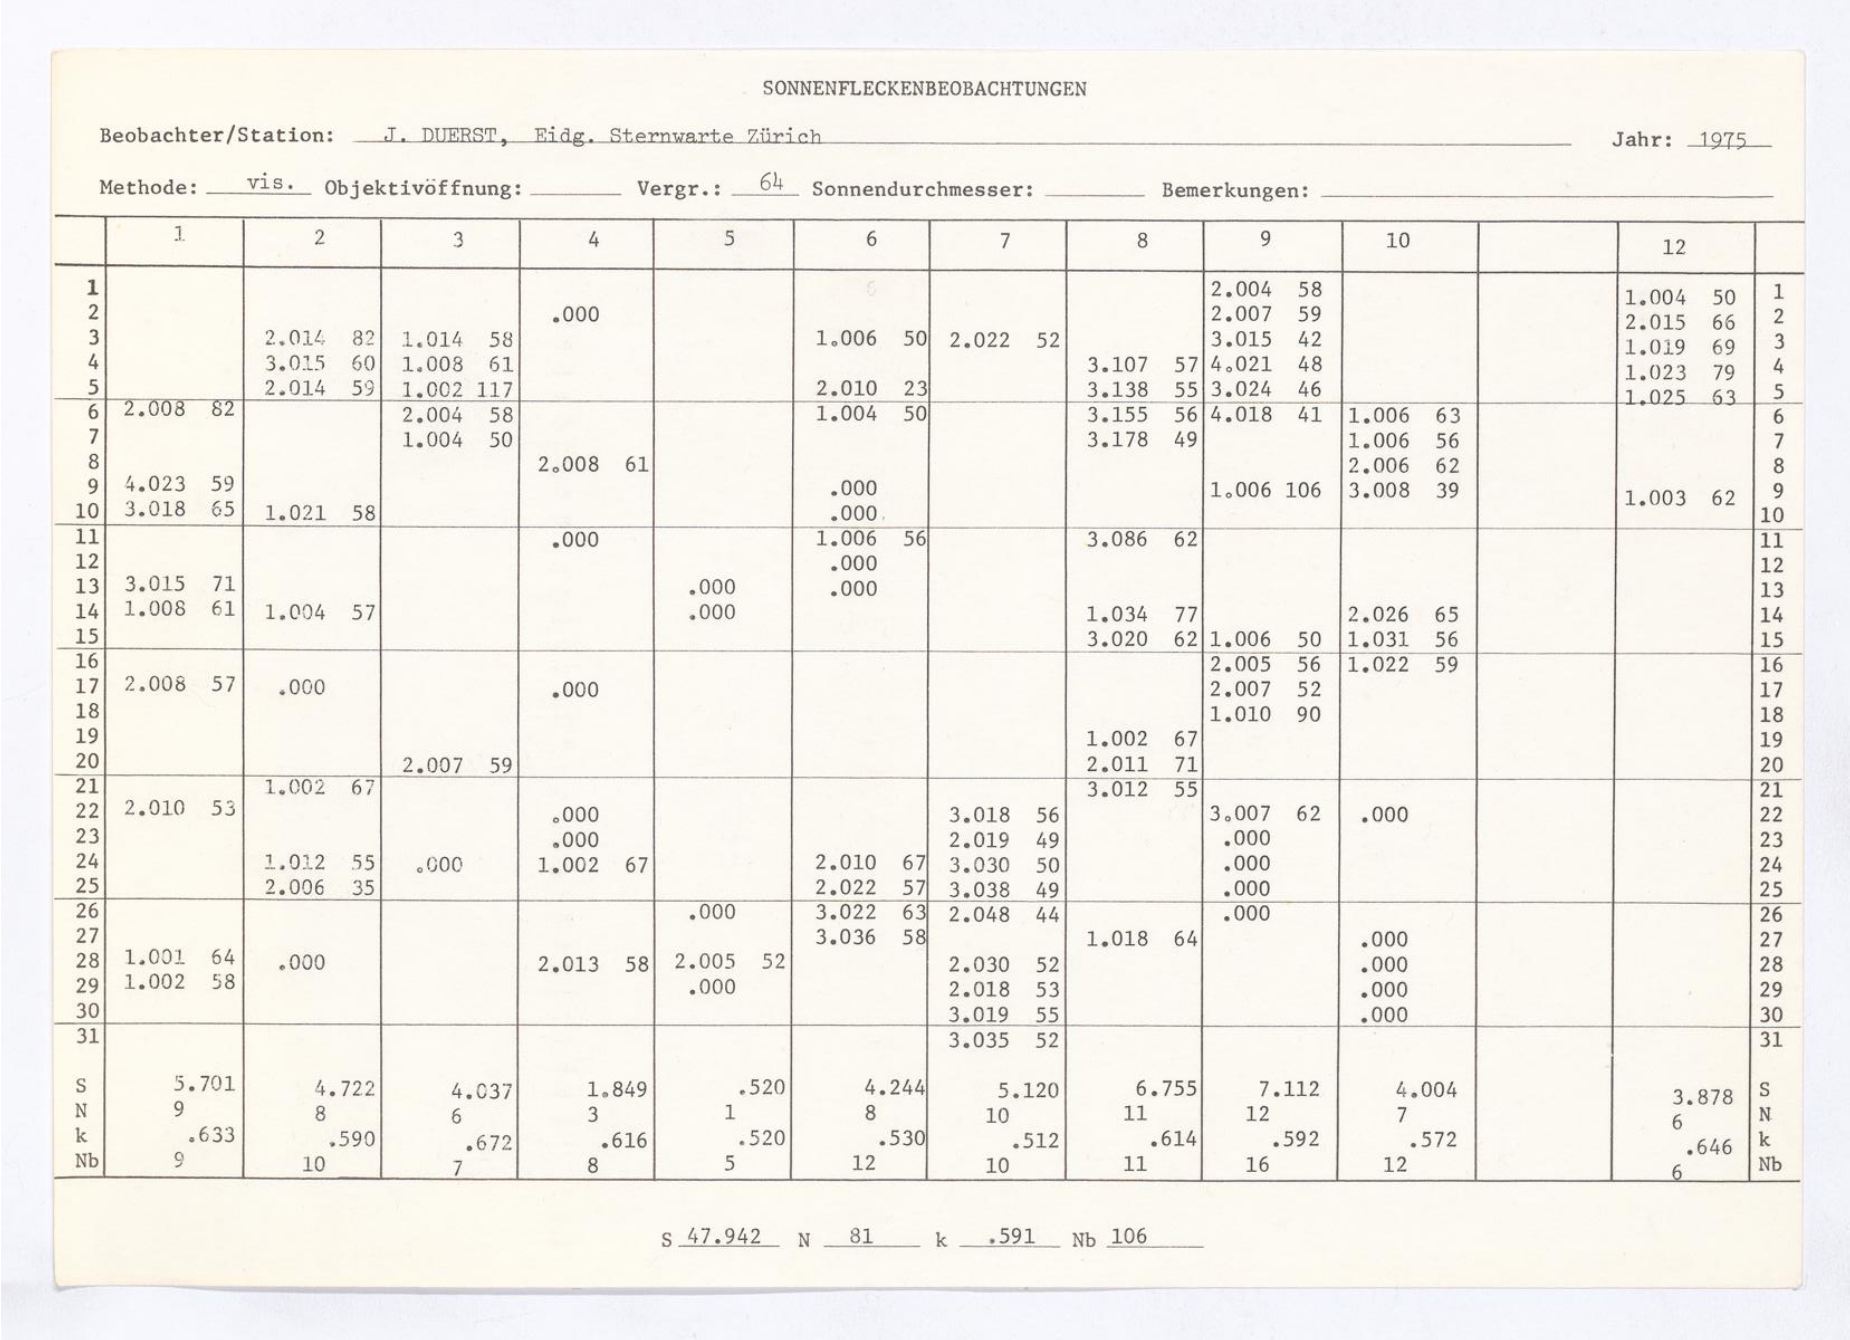 SONNENFLECKENBEOBACHTUNGEN
Beobachter/Station: J. DUERST, Eidg. Sternwarte Zürich Jahr: 1975
Methode: vis. Objektivöffnung: Vergr.: 64 Sonnendurchmesser: Bemerkungen:
1 2 3 4 5 6 7 8 9 10 12
1 2.004 58 1.004 50 1
2 .000 2.007 59 2.015 66 2
3 2.014 82 1.014 58 1.006 50 2.022 52 3.015 42 1.019 69 3
4 3.015 60 1.008 61 3.107 57 4.021 48 1.023 79 4
5 2.014 59 1.002 117 2.010 23 3.138 55 3.024 46 1.025 63 5
6 2.008 82 2.004 58 1.004 50 3.155 56 4.018 41 1.006 63 6
7 1.004 50 3.178 49 1.006 56 7
8 2.008 61 2.006 62 8
9 4.023 59 .000 1.006 106 3.008 39 1.003 62 9
10 3.018 65 1.021 58 .000 10
11 .000 1.006 56 3.086 62 11
12 .000 12
13 3.015 71 .000 .000 13
14 1.008 61 1.004 57 .000 1.034 77 2.026 65 14
15 3.020 62 1.006 50 1.031 56 15
16 2.005 56 1.022 59 16
17 2.008 57 .000 .000 2.007 52 17
18 1.010 90 18
19 1.002 67 19
20 2.007 59 2.011 71 20
21 1.002 67 3.012 55 21
22 2.010 53 .000 3.018 56 3.007 62 .000 22
23 .000 2.019 49 .000 23
24 1.012 55 .000 1.002 67 2.010 67 3.030 50 .000 24
25 2.006 35 2.022 57 3.038 49 .000 25
26 .000 3.022 63 2.048 44 .000 26
27 3.036 58 1.018 64 .000 27
28 1.001 64 .000 2.013 58 2.005 52 2.030 52 .000 28
29 1.002 58 .000 2.018 53 .000 29
30 3.019 55 .000 30
31 3.035 52 31
S 5.701 4.722 4.037 1.849 .520 4.244 5.120 6.755 7.112 4.004 3.878 S
N 9 8 6 3 1 8 10 11 12 7 6 N
k .633 .590 .672 .616 .520 .530 .512 .614 .592 .572 .646 k
Nb 9 10 7 8 5 12 10 11 16 12 6 Nb
S 47.942 N 81 k .591 Nb 106